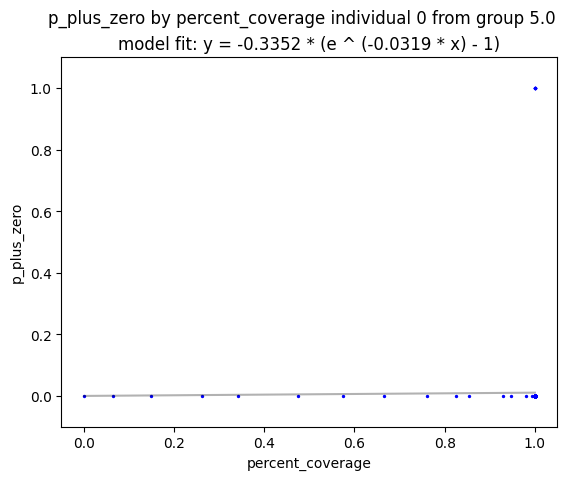 p_plus_zero by percent_coverage individual 0 from group 5.0
model fit: y = -0.3352 * (e ^ (-0.0319 * x) - 1)
1.0
0.8
0.6
0.4
0.2
0.0
p_plus_zero
0.0 0.2 0.4 0.6 0.8 1.0
percent_coverage